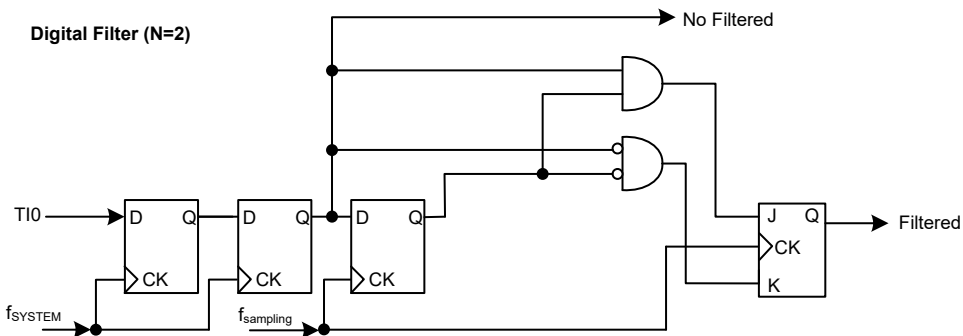 Digital Filter (N=2)
No Filtered
TI0
D Q
CK
D Q
CK
D Q
CK
J Q
CK
K
Filtered
fSYSTEM
fsampling